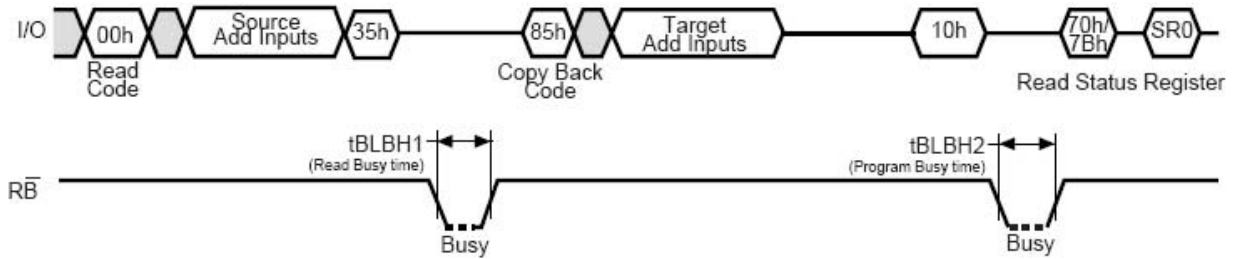 I/O
00h
Source
Add Inputs
35h
85h
Target
Add Inputs
10h
70h/
7Bh
SR0
Read
Code
Copy Back
Code
Read Status Register
tBLBH1
(Read Busy time)
tBLBH2
(Program Busy time)
RB̅
Busy
Busy